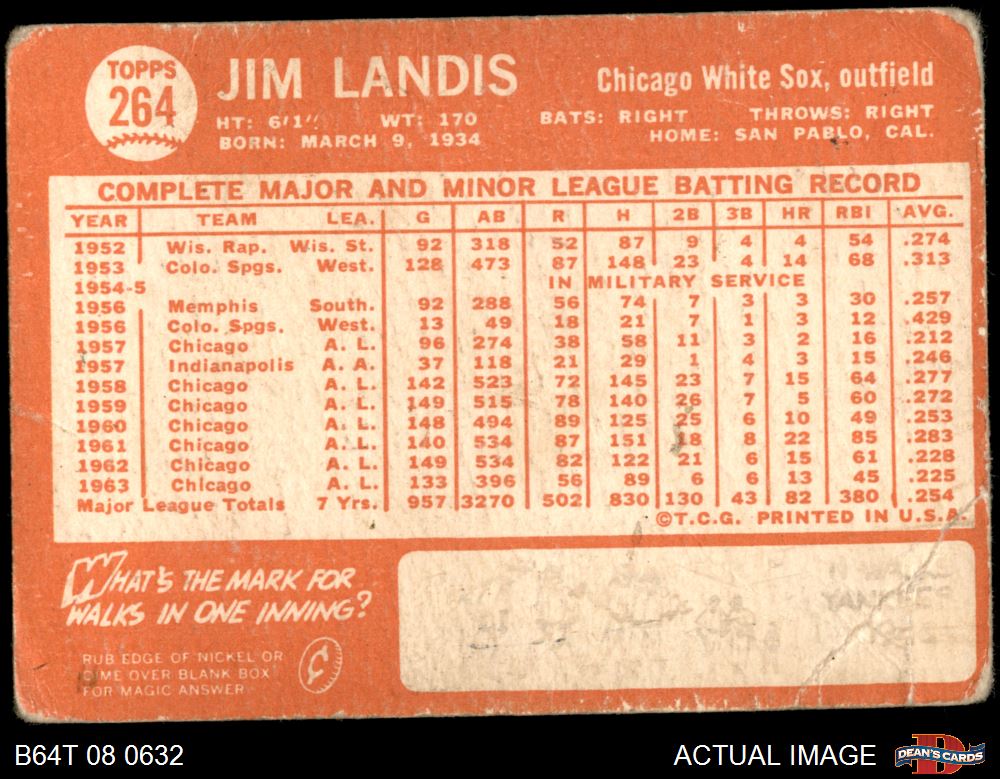 TOPPS
264
JIM LANDIS
Chicago White Sox, outfield
HT: 6'1" WT: 170
BATS: RIGHT THROWS: RIGHT
BORN: MARCH 9, 1934
HOME: SAN PABLO, CAL.
COMPLETE MAJOR AND MINOR LEAGUE BATTING RECORD
YEAR TEAM LEA. G AB R H 2B 3B HR RBI AVG.
1952 Wis. Rap. Wis. St. 92 318 52 87 9 4 4 54 .274
1953 Colo. Spgs. West. 128 473 87 148 23 4 14 68 .313
1954-5 IN MILITARY SERVICE
1956 Memphis South. 92 288 56 74 7 3 3 30 .257
1956 Colo. Spgs. West. 13 49 18 21 7 1 3 12 .429
1957 Chicago A. L. 96 274 38 58 11 3 2 16 .212
1957 Indianapolis A. A. 37 118 21 29 1 4 3 15 .246
1958 Chicago A. L. 142 523 72 145 23 7 15 64 .277
1959 Chicago A. L. 149 515 78 140 26 7 5 60 .272
1960 Chicago A. L. 148 494 89 125 25 6 10 49 .253
1961 Chicago A. L. 140 534 87 151 18 8 22 85 .283
1962 Chicago A. L. 149 534 82 122 21 6 15 61 .228
1963 Chicago A. L. 133 396 56 89 6 6 13 45 .225
Major League Totals 7 Yrs. 957 3270 502 830 130 43 82 380 .254
©T.C.G. PRINTED IN U.S.A.
WHAT'S THE MARK FOR
WALKS IN ONE INNING?
RUB EDGE OF NICKEL OR
DIME OVER BLANK BOX
FOR MAGIC ANSWER
YANKEES
B64T 08 0632
ACTUAL IMAGE
DEAN'S CARDS